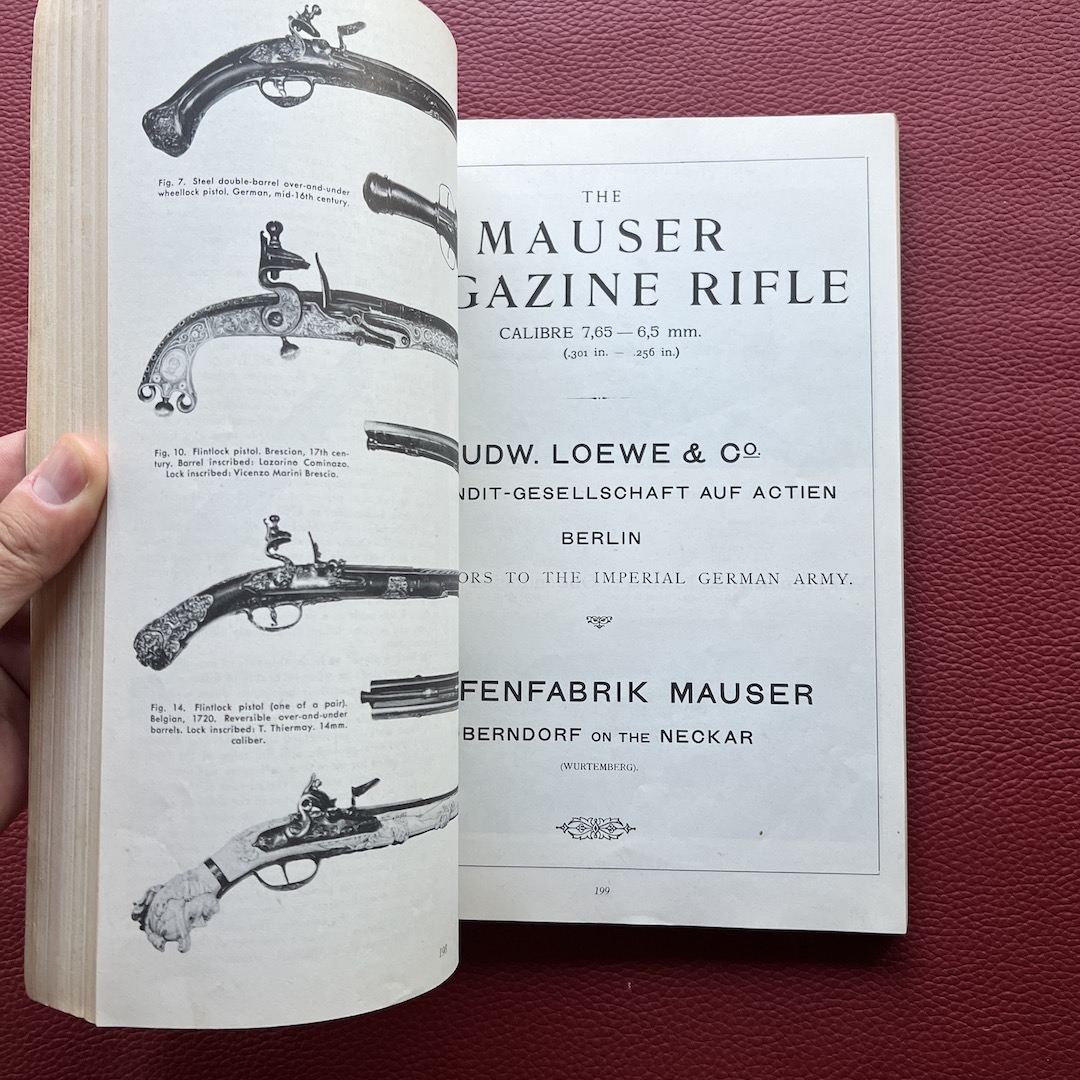 Fig. 7. Steel double-barrel over-and-under
wheellock pistol. German, mid-16th century.
Fig. 10. Flintlock pistol. Brescian, 17th cen-
tury. Barrel inscribed: Lazarino Cominazo.
Lock inscribed: Vicenzo Marini Brescia.
Fig. 14. Flintlock pistol (one of a pair).
Belgian, 1720. Reversible over-and-under
barrels. Lock inscribed: T. Thiermay. 14mm.
caliber.
198
THE
MAUSER
GAZINE RIFLE
CALIBRE 7,65 — 6,5 mm.
(.301 in. — .256 in.)
UDW. LOEWE & Co.
NDIT-GESELLSCHAFT AUF ACTIEN
BERLIN
ORS TO THE IMPERIAL GERMAN ARMY.
FENFABRIK MAUSER
BERNDORF ON THE NECKAR
(WURTEMBERG).
199